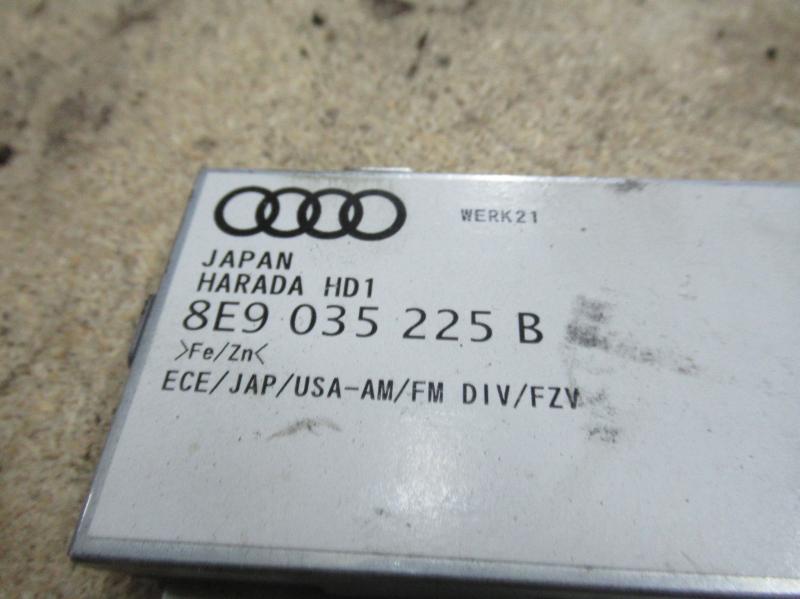 WERK21
JAPAN
HARADA HD1
8E9 035 225 B
>Fe/Zn<
ECE/JAP/USA-AM/FM DIV/FZV